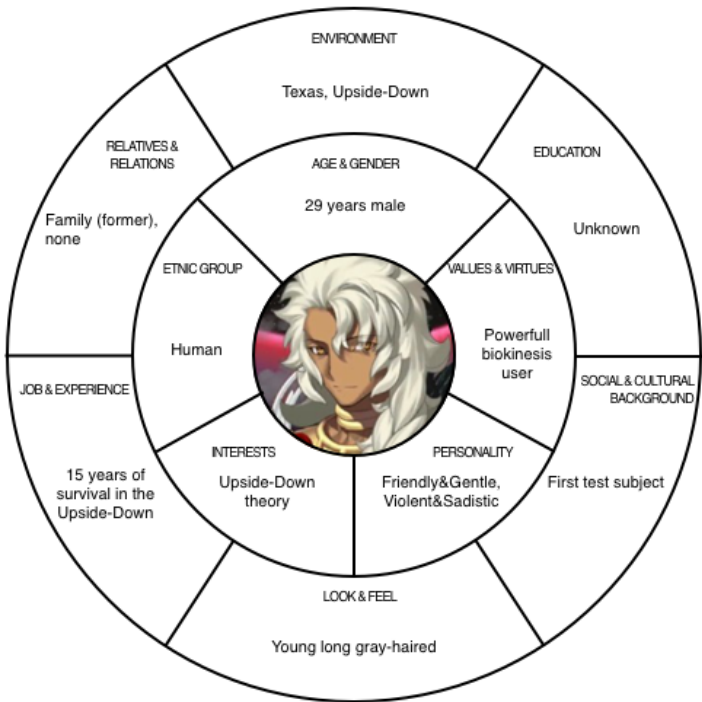 ENVIRONMENT
Texas, Upside-Down
RELATIVES &
RELATIONS
Family (former),
none
AGE & GENDER
29 years male
EDUCATION
Unknown
ETNIC GROUP
Human
VALUES & VIRTUES
Powerfull
biokinesis
user
JOB & EXPERIENCE
15 years of
survival in the
Upside-Down
INTERESTS
Upside-Down
theory
PERSONALITY
Friendly&Gentle,
Violent&Sadistic
SOCIAL & CULTURAL
BACKGROUND
First test subject
LOOK & FEEL
Young long gray-haired